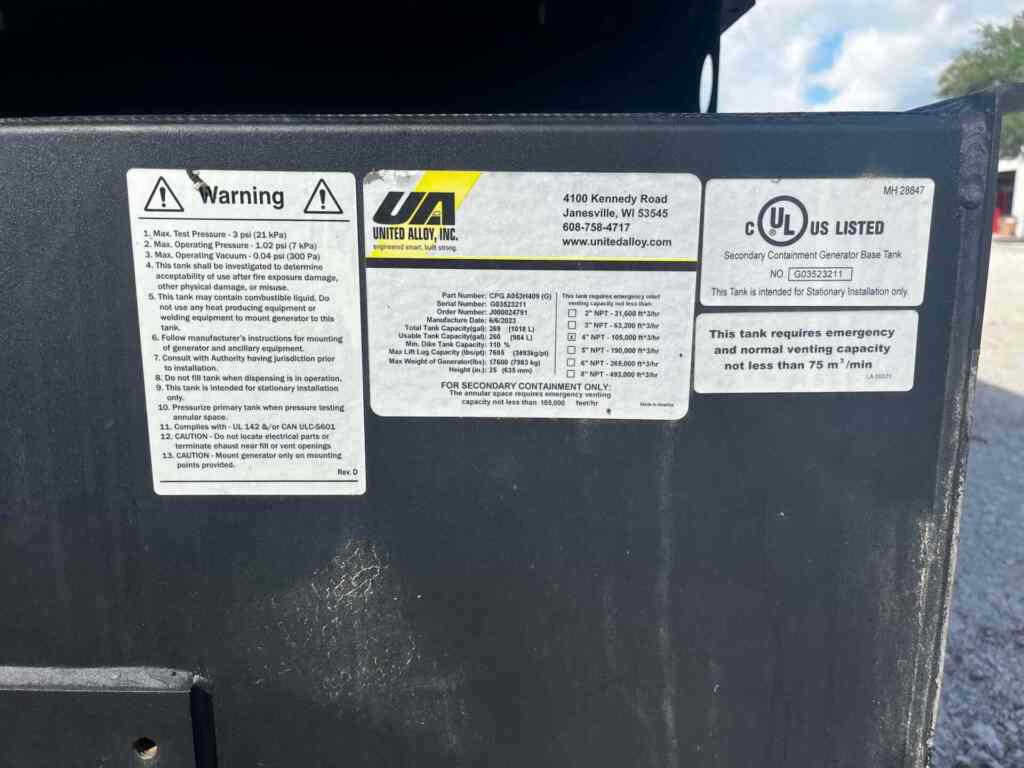 Warning
1. Max. Test Pressure - 3 psi (21 kPa)
2. Max. Operating Pressure - 1.02 psi (7 kPa)
3. Max. Operating Vacuum - 0.04 psi (300 Pa)
4. This tank shall be investigated to determine
acceptability of use after fire exposure damage,
other physical damage, or misuse.
5. This tank may contain combustible liquid. Do
not use any heat producing equipment or
welding equipment to mount generator to this
tank.
6. Follow manufacturer's instructions for mounting
of generator and ancillary equipment.
7. Consult with Authority having jurisdiction prior
to installation.
8. Do not fill tank when dispensing is in operation.
9. This tank is intended for stationary installation
only.
10. Pressurize primary tank when pressure testing
annular space.
11. Complies with - UL 142 &/or CAN ULC-S601
12. CAUTION - Do not locate electrical parts or
terminate exhaust near fill or vent openings
13. CAUTION - Mount generator only on mounting
points provided.
Rev. D
UA
UNITED ALLOY, INC.
engineered smart, built strong.
4100 Kennedy Road
Janesville, WI 53545
608-758-4717
www.unitedalloy.com
Part Number: CPG A053H409 (G)
Serial Number: G03523211
Order Number: J000024791
Manufacture Date: 6/6/2023
Total Tank Capacity(gal): 269 (1018 L)
Usable Tank Capacity(gal): 260 (984 L)
Min. Dike Tank Capacity: 110 %
Max Lift Lug Capacity (lbs/pt): 7685 (3493kg/pt)
Max Weight of Generator(lbs): 17600 (7983 kg)
Height (in.): 25 (635 mm)
This tank requires emergency relief
venting capacity not less than:
2" NPT - 31,600 ft^3/hr
3" NPT - 63,200 ft^3/hr
x 4" NPT - 105,000 ft^3/hr
5" NPT - 190,000 ft^3/hr
6" NPT - 265,000 ft^3/hr
8" NPT - 493,000 ft^3/hr
FOR SECONDARY CONTAINMENT ONLY:
The annular space requires emergency venting
capacity not less than 105,000 feet/hr
Made in America
MH 28847
C UL US LISTED
Secondary Containment Generator Base Tank
NO. G03523211
This Tank is intended for Stationary Installation only.
This tank requires emergency
and normal venting capacity
not less than 75 m³/min